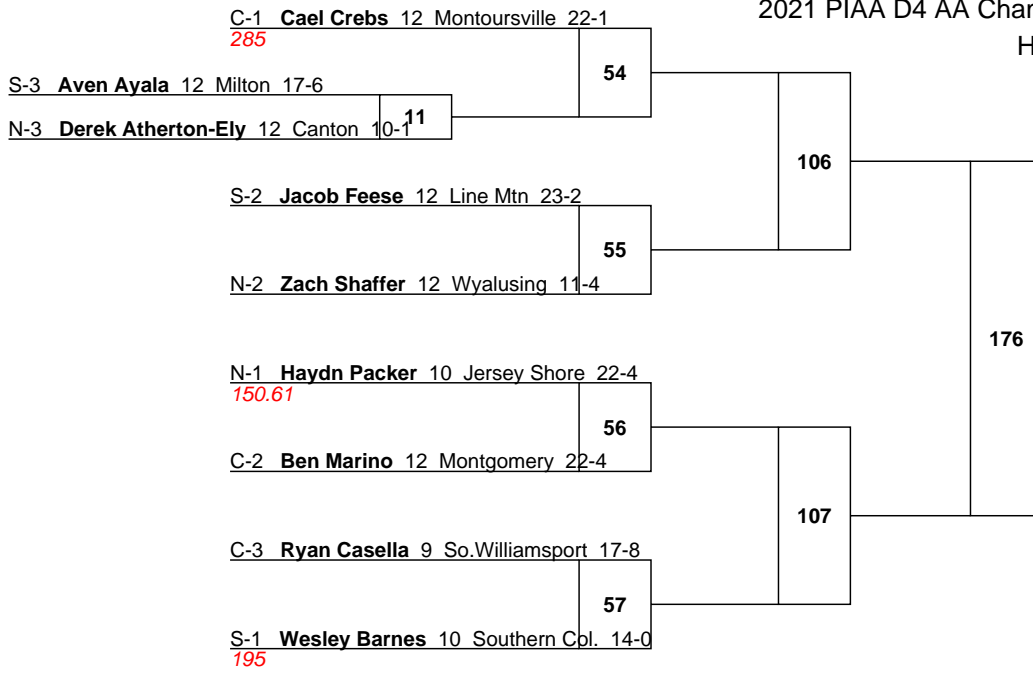 2021 PIAA D4 AA Char
H
C-1 Cael Crebs 12 Montoursville 22-1
285
54
S-3 Aven Ayala 12 Milton 17-6
11
N-3 Derek Atherton-Ely 12 Canton 10-1
106
S-2 Jacob Feese 12 Line Mtn 23-2
55
N-2 Zach Shaffer 12 Wyalusing 11-4
176
N-1 Haydn Packer 10 Jersey Shore 22-4
150.61
56
C-2 Ben Marino 12 Montgomery 22-4
107
C-3 Ryan Casella 9 So.Williamsport 17-8
57
S-1 Wesley Barnes 10 Southern Col. 14-0
195